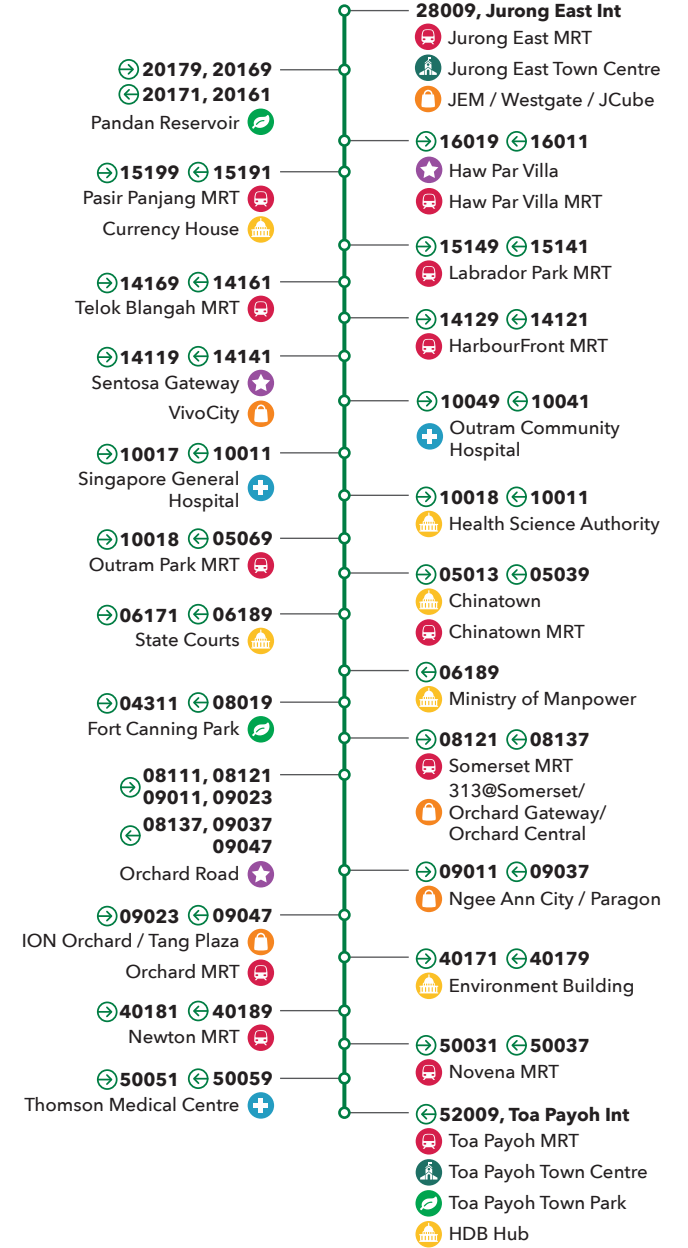 28009, Jurong East Int
Jurong East MRT
Jurong East Town Centre
JEM / Westgate / JCube
20179, 20169
20171, 20161
Pandan Reservoir
16019 16011
Haw Par Villa
Haw Par Villa MRT
15199 15191
Pasir Panjang MRT
Currency House
15149 15141
Labrador Park MRT
14169 14161
Telok Blangah MRT
14129 14121
HarbourFront MRT
14119 14141
Sentosa Gateway
VivoCity
10049 10041
Outram Community
Hospital
10017 10011
Singapore General
Hospital
10018 10011
Health Science Authority
10018 05069
Outram Park MRT
05013 05039
Chinatown
Chinatown MRT
06171 06189
State Courts
06189
Ministry of Manpower
04311 08019
Fort Canning Park
08121 08137
Somerset MRT
313@Somerset/
Orchard Gateway/
Orchard Central
08111, 08121
09011, 09023
08137, 09037
09047
Orchard Road
09011 09037
Ngee Ann City / Paragon
09023 09047
ION Orchard / Tang Plaza
Orchard MRT
40171 40179
Environment Building
40181 40189
Newton MRT
50031 50037
Novena MRT
50051 50059
Thomson Medical Centre
52009, Toa Payoh Int
Toa Payoh MRT
Toa Payoh Town Centre
Toa Payoh Town Park
HDB Hub